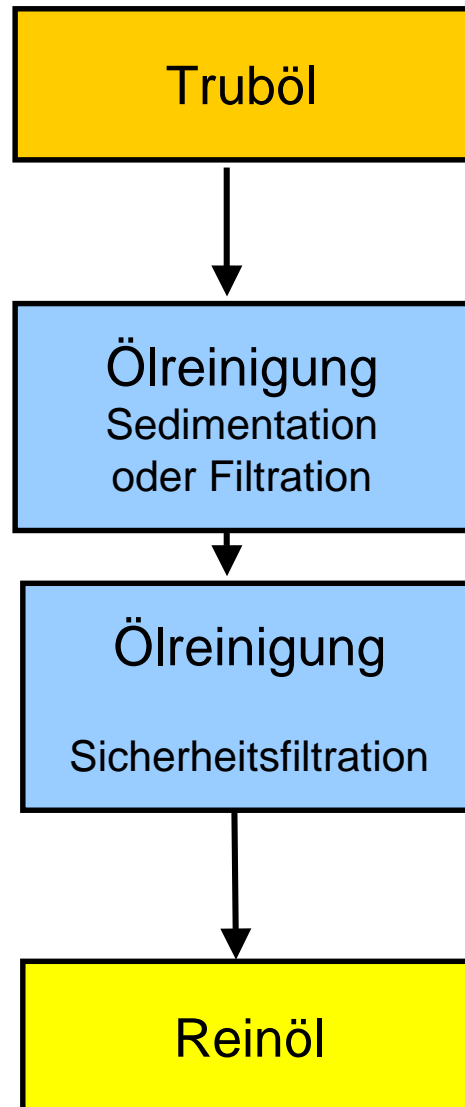 Truböl
Ölreinigung
Sedimentation
oder Filtration
Ölreinigung
Sicherheitsfiltration
Reinöl